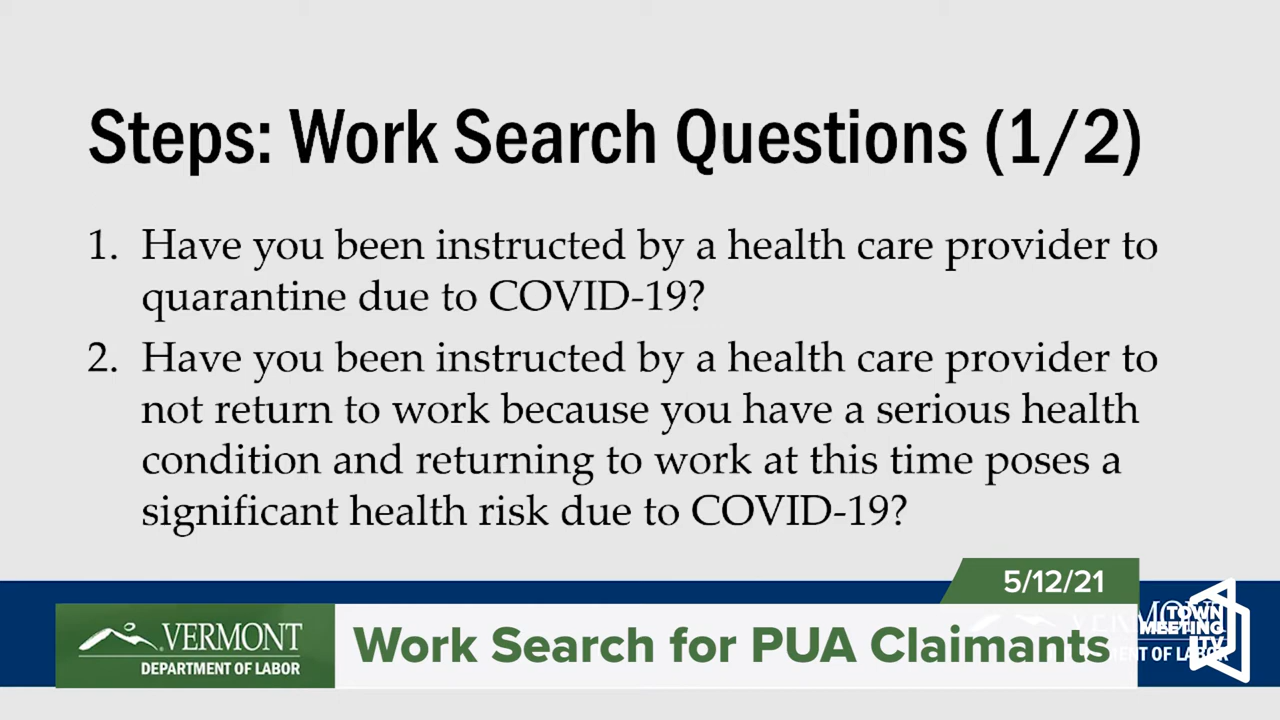 Steps: Work Search Questions (1/2)
1. Have you been instructed by a health care provider to
quarantine due to COVID-19?
2. Have you been instructed by a health care provider to
not return to work because you have a serious health
condition and returning to work at this time poses a
significant health risk due to COVID-19?
5/12/21
VERMONT
DEPARTMENT OF LABOR
Work Search for PUA Claimants
TOWN
MEETING
TV